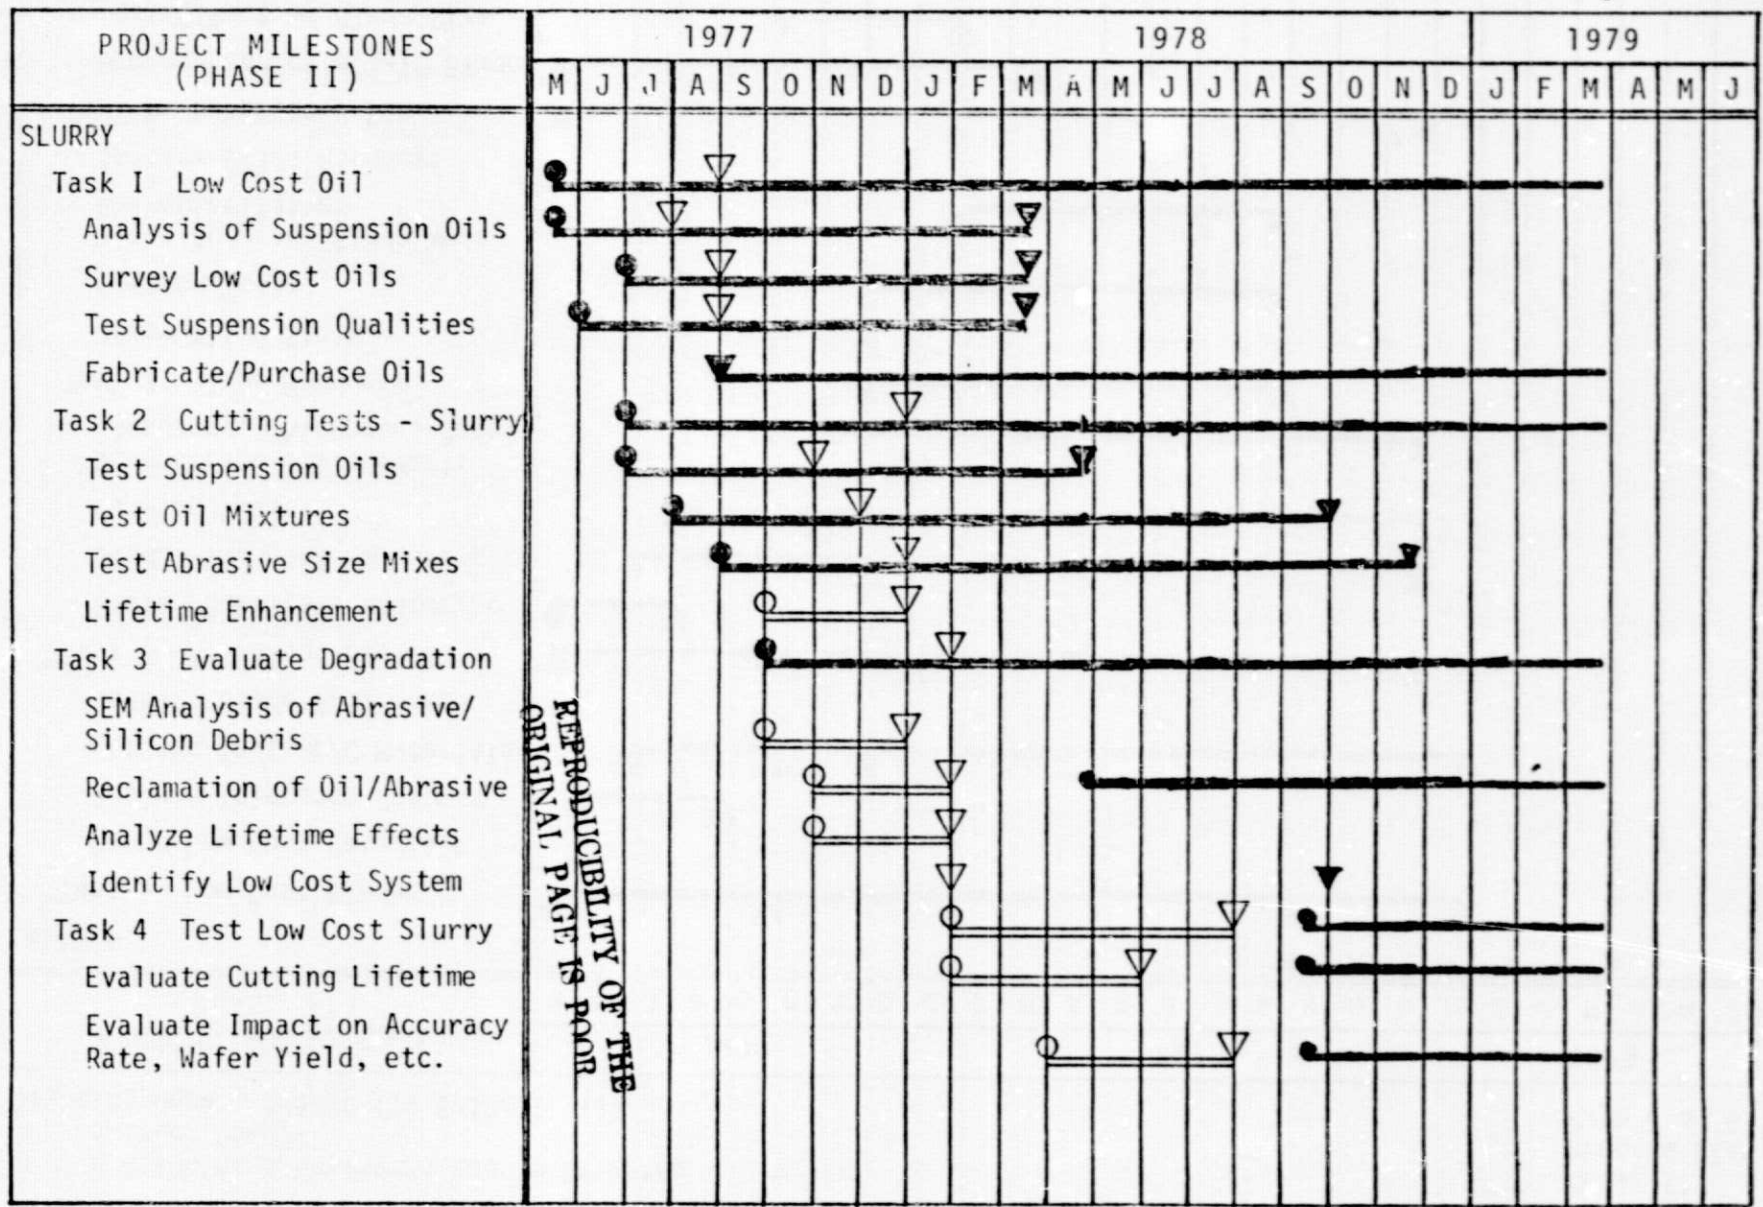 PROJECT MILESTONES
(PHASE II)
1977 1978 1979
M J J A S O N D J F M A M J J A S O N D J F M A M J
SLURRY
Task I Low Cost Oil
Analysis of Suspension Oils
Survey Low Cost Oils
Test Suspension Qualities
Fabricate/Purchase Oils
Task 2 Cutting Tests - Slurry
Test Suspension Oils
Test Oil Mixtures
Test Abrasive Size Mixes
Lifetime Enhancement
Task 3 Evaluate Degradation
SEM Analysis of Abrasive/
Silicon Debris
Reclamation of Oil/Abrasive
Analyze Lifetime Effects
Identify Low Cost System
Task 4 Test Low Cost Slurry
Evaluate Cutting Lifetime
Evaluate Impact on Accuracy
Rate, Wafer Yield, etc.
REPRODUCIBILITY OF THE
ORIGINAL PAGE IS POOR